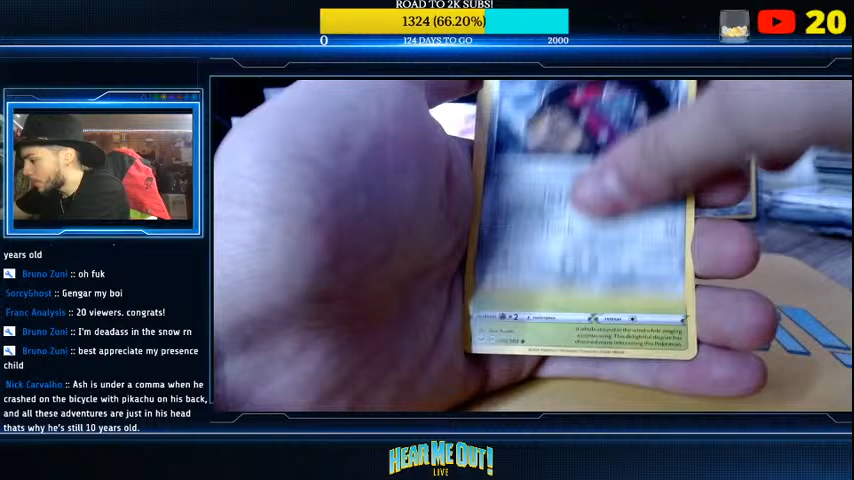 ROAD TO 2K SUBS!
1324 (66.20%)
0 124 DAYS TO GO 2000
20
years old
Bruno Zuni :: oh fuk
SorcyGhost :: Gengar my boi
Franc Analysis :: 20 viewers, congrats!
Bruno Zuni :: I'm deadass in the snow rn
Bruno Zuni :: best appreciate my presence
child
Nick Carvalho :: Ash is under a comma when he
crashed on the bicycle with pikachu on his back,
and all these adventures are just in his head
thats why he's still 10 years old.
×2
HEAR ME OUT!
LIVE